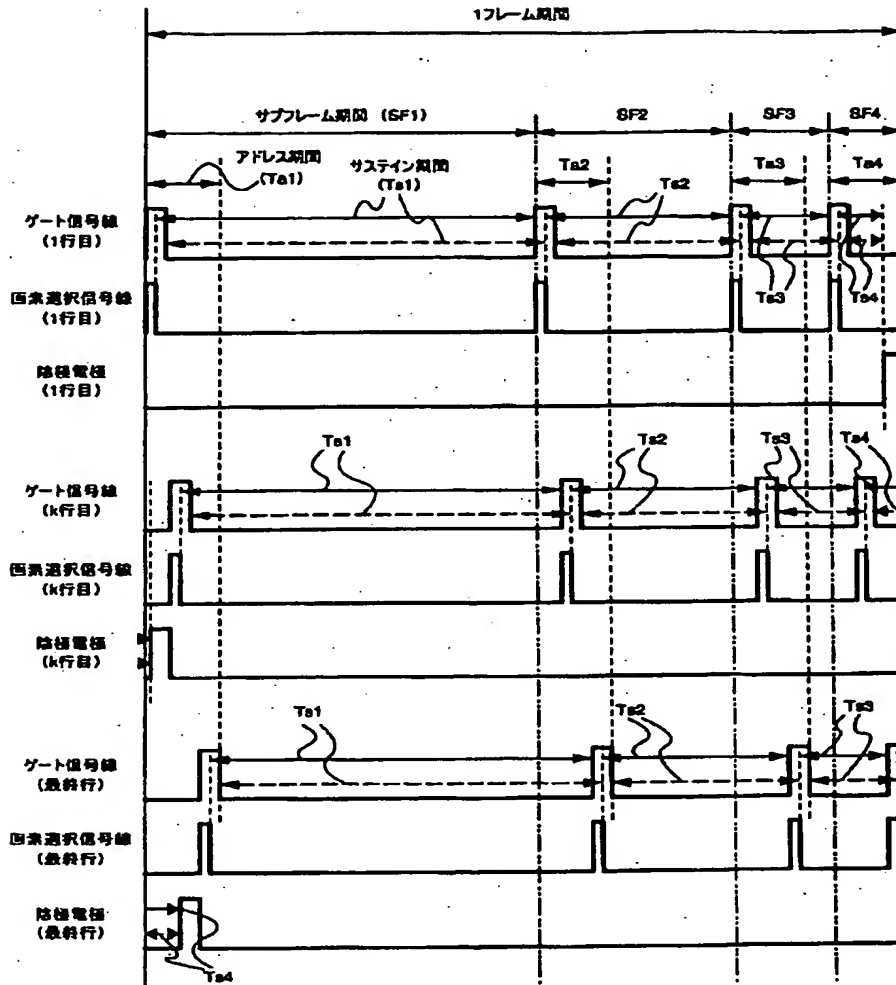 1フレーム期間
サブフレーム期間 (SF1)
SF2
SF3
SF4
アドレス期間
(Ta1)
サステイン期間
(Ts1)
Ta2
Ts2
Ta3
Ta4
ゲート信号線
(1行目)
Ts3
Ts4
画素選択信号線
(1行目)
陰極電極
(1行目)
Ts1
Ts2
Ts3
Ts4
ゲート信号線
(k行目)
画素選択信号線
(k行目)
陰極電極
(k行目)
Ts1
Ts2
Ts3
ゲート信号線
(最終行)
画素選択信号線
(最終行)
陰極電極
(最終行)
Ts4